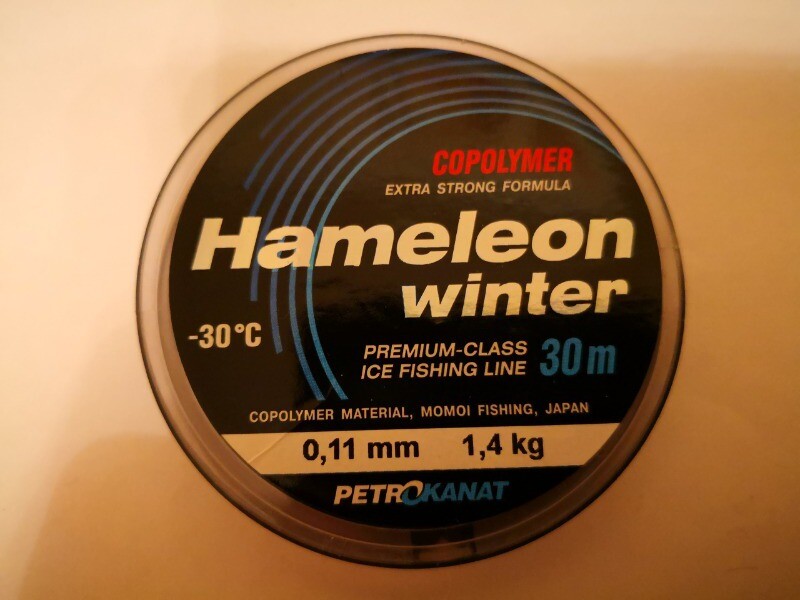 COPOLYMER
EXTRA STRONG FORMULA
Hameleon
winter
-30°C
PREMIUM-CLASS
ICE FISHING LINE
30 m
COPOLYMER MATERIAL, MOMOI FISHING, JAPAN
0,11 mm 1,4 kg
PETROKANAT